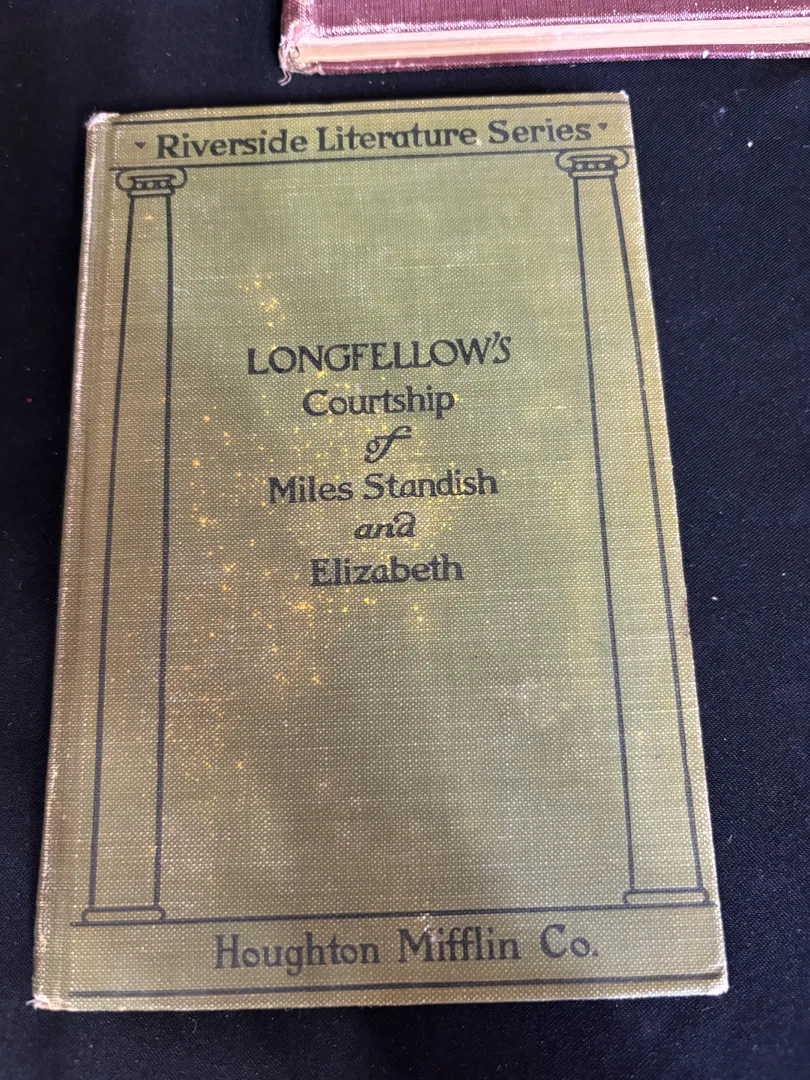 Riverside Literature Series
LONGFELLOW'S
Courtship
of
Miles Standish
and
Elizabeth
Houghton Mifflin Co.